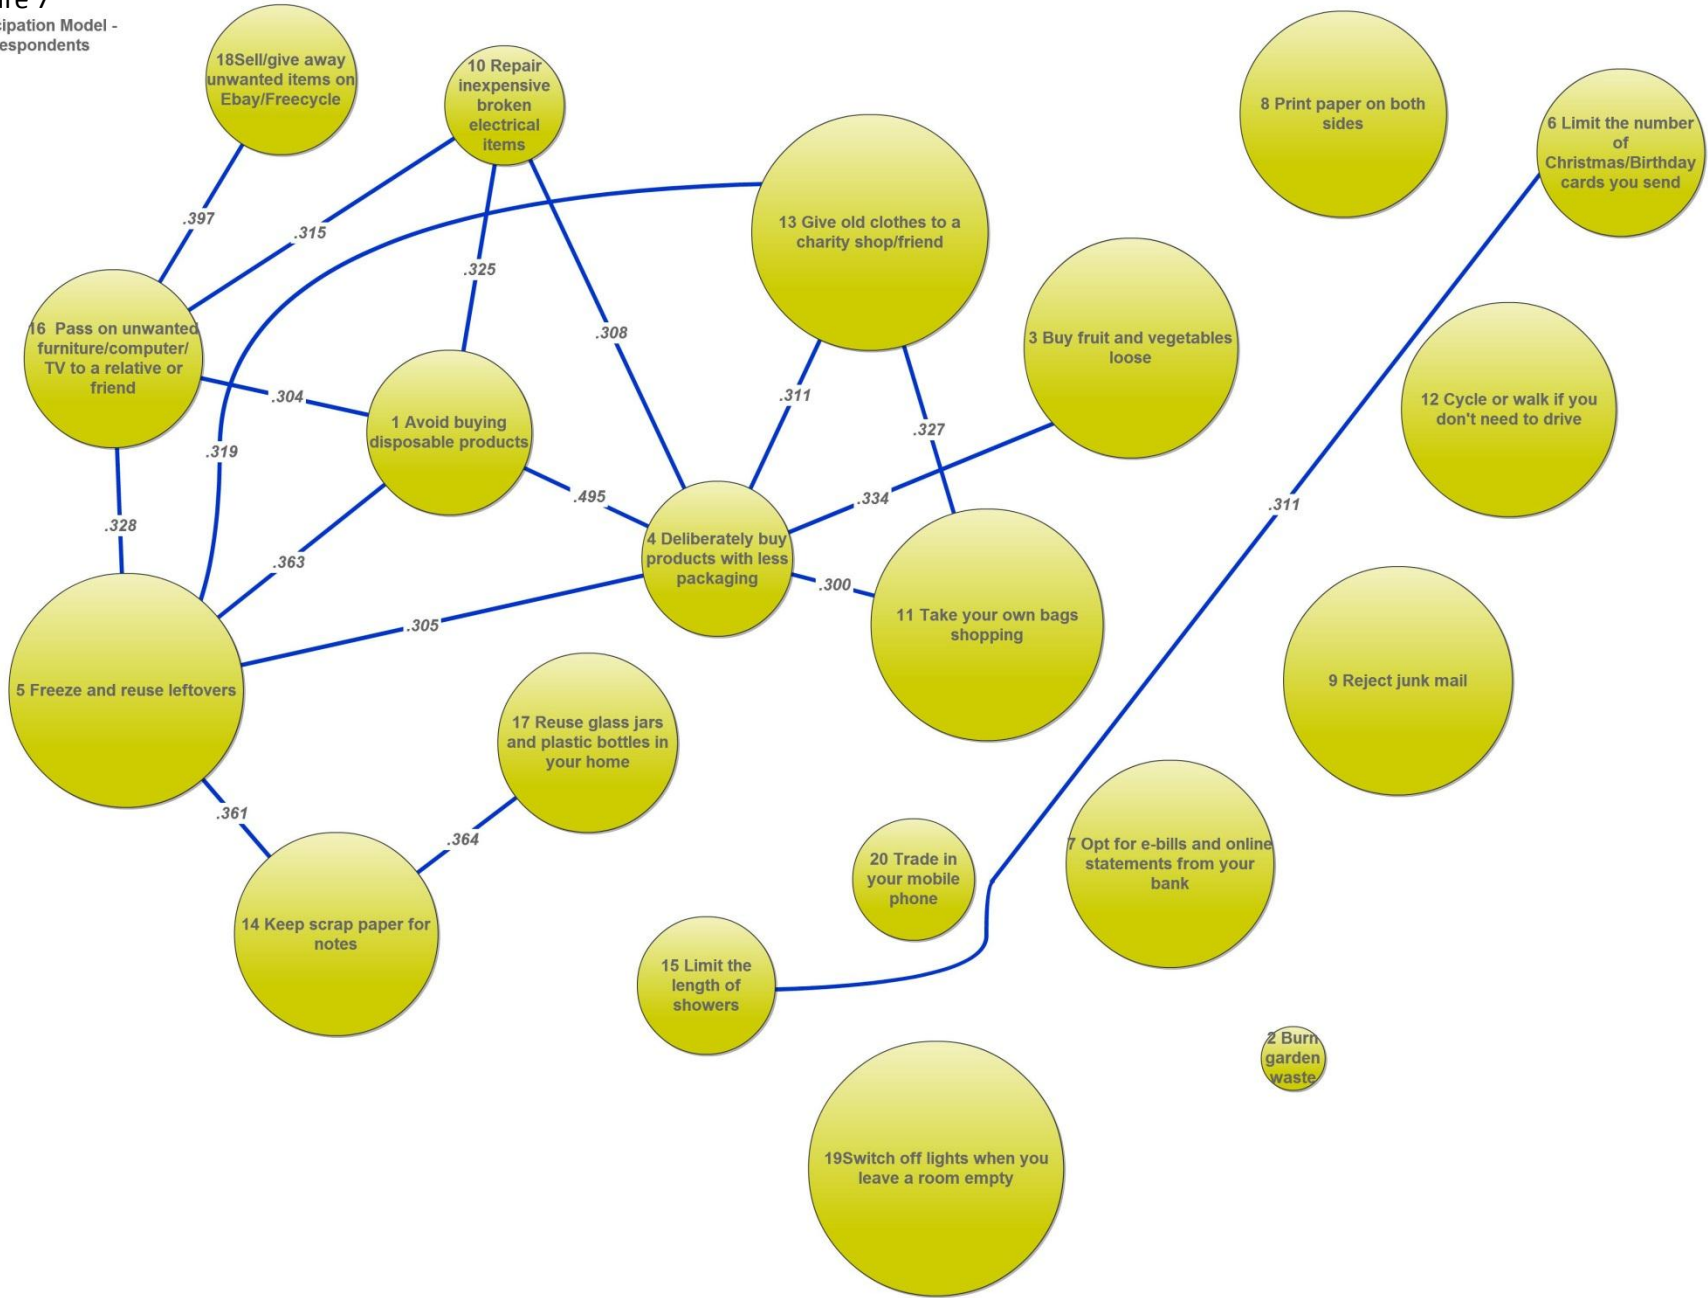 18Sell/give away
unwanted items on
Ebay/Freecycle
10 Repair
inexpensive
broken
electrical
items
8 Print paper on both
sides
6 Limit the number
of
Christmas/Birthday
cards you send
13 Give old clothes to a
charity shop/friend
3 Buy fruit and vegetables
loose
16 Pass on unwanted
furniture/computer/
TV to a relative or
friend
1 Avoid buying
disposable products
12 Cycle or walk if you
don't need to drive
4 Deliberately buy
products with less
packaging
11 Take your own bags
shopping
5 Freeze and reuse leftovers
9 Reject junk mail
17 Reuse glass jars
and plastic bottles in
your home
14 Keep scrap paper for
notes
20 Trade in
your mobile
phone
7 Opt for e-bills and online
statements from your
bank
15 Limit the
length of
showers
2 Burn
garden
waste
19Switch off lights when you
leave a room empty
.397
.315
.325
.308
.304
.319
.311
.327
.334
.495
.300
.328
.363
.305
.361
.364
.311
7
Model -